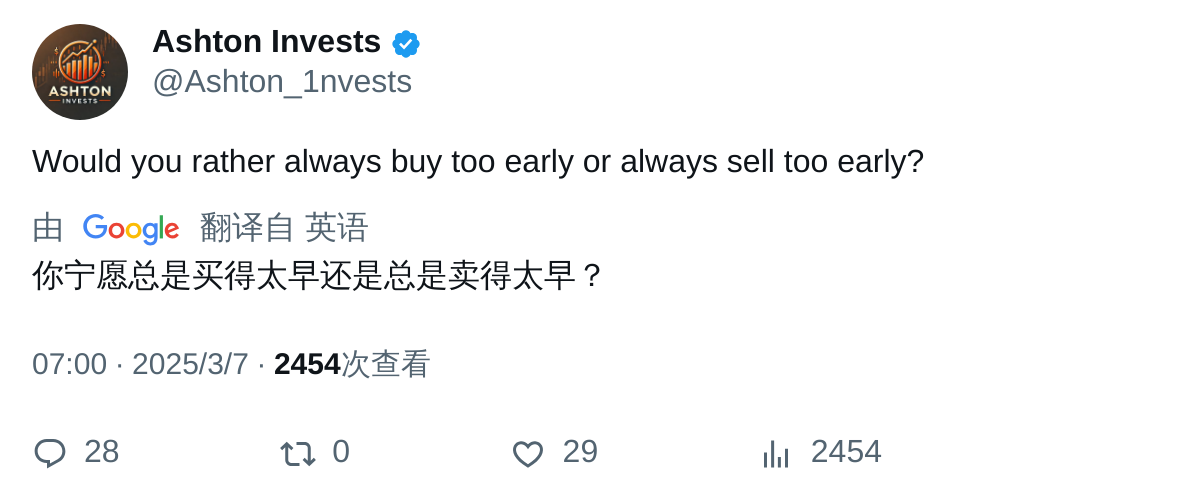 ASHTON
INVESTS
Ashton Invests
@Ashton_1nvests
Would you rather always buy too early or always sell too early?
由 Google 翻译自 英语
你宁愿总是买得太早还是总是卖得太早？
07:00 · 2025/3/7 · 2454次查看
28 0 29 2454